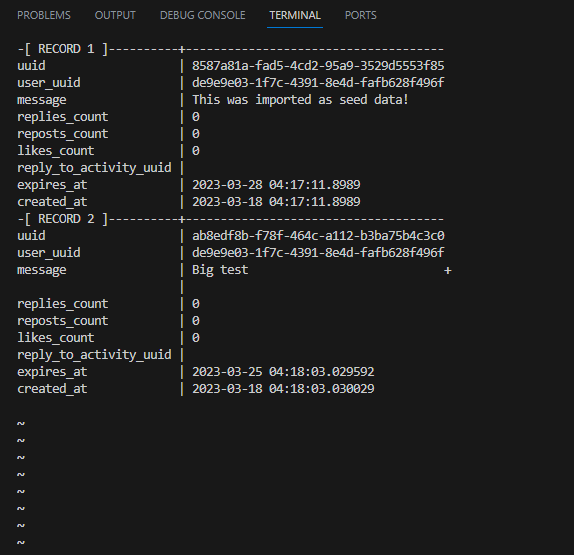 PROBLEMS OUTPUT DEBUG CONSOLE TERMINAL PORTS
-[ RECORD 1 ]----------+-------------------------------------
uuid                   | 8587a81a-fad5-4cd2-95a9-3529d5553f85
user_uuid              | de9e9e03-1f7c-4391-8e4d-fafb628f496f
message                | This was imported as seed data!
replies_count          | 0
reposts_count          | 0
likes_count            | 0
reply_to_activity_uuid |
expires_at             | 2023-03-28 04:17:11.8989
created_at             | 2023-03-18 04:17:11.8989
-[ RECORD 2 ]----------+-------------------------------------
uuid                   | ab8edf8b-f78f-464c-a112-b3ba75b4c3c0
user_uuid              | de9e9e03-1f7c-4391-8e4d-fafb628f496f
message                | Big test                            +
                       |
replies_count          | 0
reposts_count          | 0
likes_count            | 0
reply_to_activity_uuid |
expires_at             | 2023-03-25 04:18:03.029592
created_at             | 2023-03-18 04:18:03.030029
~
~
~
~
~
~
~
~